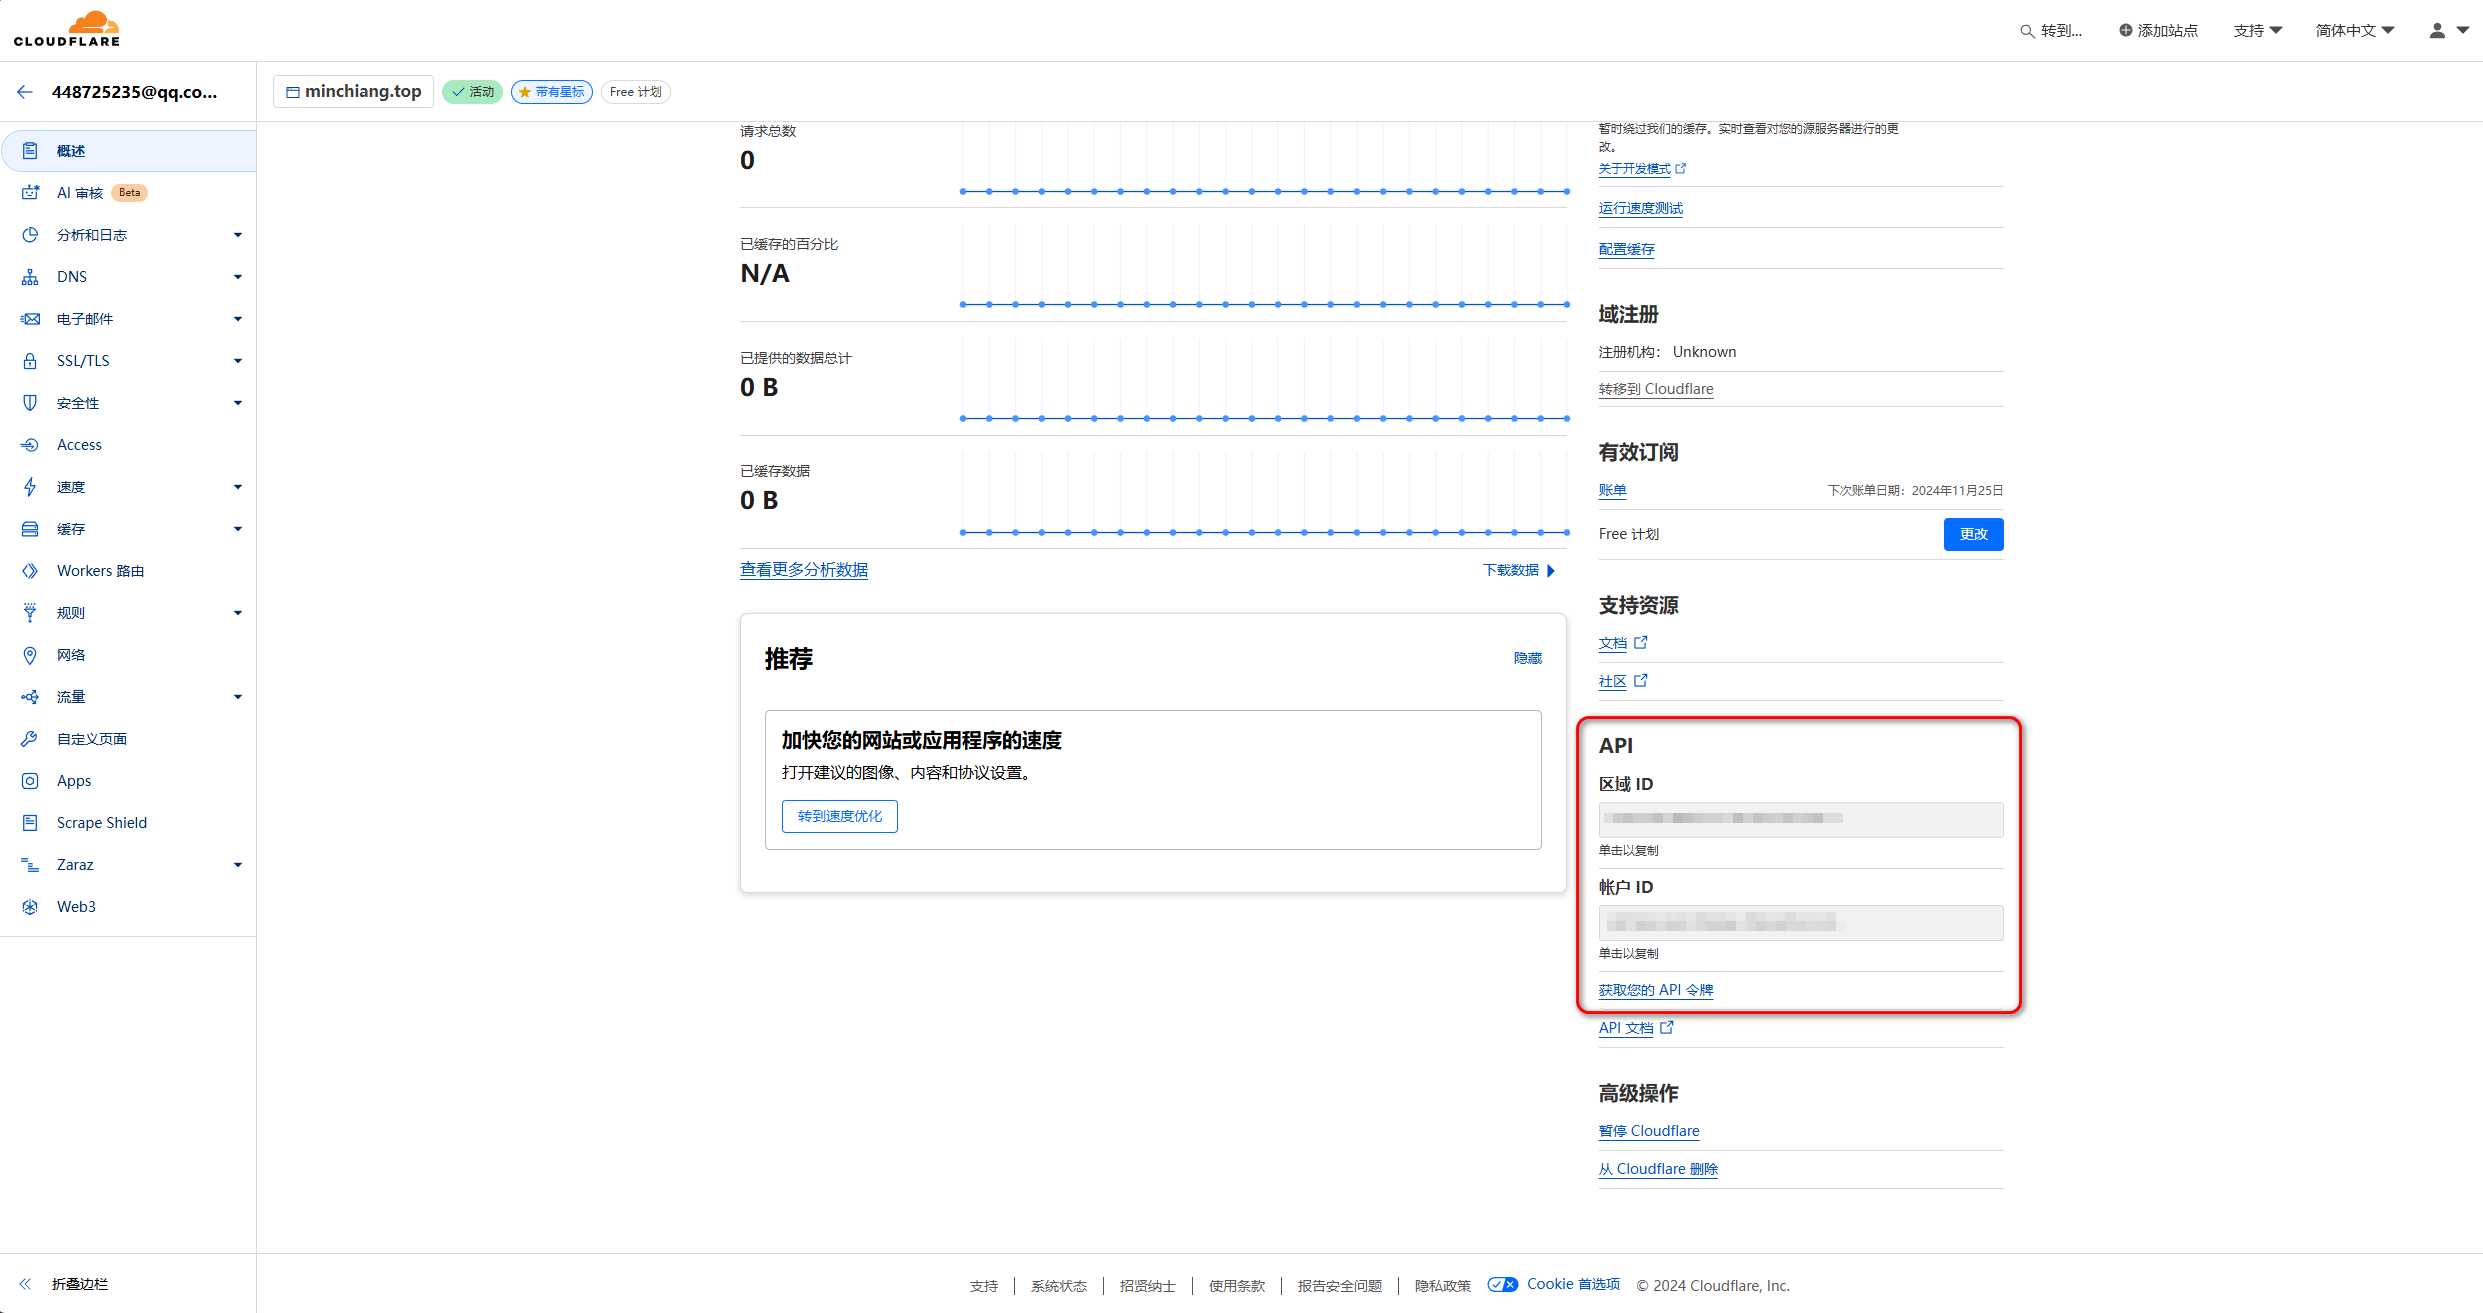 CLOUDFLARE
转到...
添加站点
支持
简体中文
448725235@qq.co...
minchiang.top
活动
带有星标
Free 计划
概述
AI 审核 Beta
分析和日志
DNS
电子邮件
SSL/TLS
安全性
Access
速度
缓存
Workers 路由
规则
网络
流量
自定义页面
Apps
Scrape Shield
Zaraz
Web3
折叠边栏
请求总数
0
已缓存的百分比
N/A
已提供的数据总计
0 B
已缓存数据
0 B
查看更多分析数据
下载数据
推荐
隐藏
加快您的网站或应用程序的速度
打开建议的图像、内容和协议设置。
转到速度优化
暂时绕过我们的缓存。实时查看对您的源服务器进行的更
改。
关于开发模式
运行速度测试
配置缓存
域注册
注册机构： Unknown
转移到 Cloudflare
有效订阅
账单
下次账单日期：2024年11月25日
Free 计划
更改
支持资源
文档
社区
API
区域 ID
单击以复制
帐户 ID
单击以复制
获取您的 API 令牌
API 文档
高级操作
暂停 Cloudflare
从 Cloudflare 删除
支持
系统状态
招贤纳士
使用条款
报告安全问题
隐私政策
Cookie 首选项
© 2024 Cloudflare, Inc.